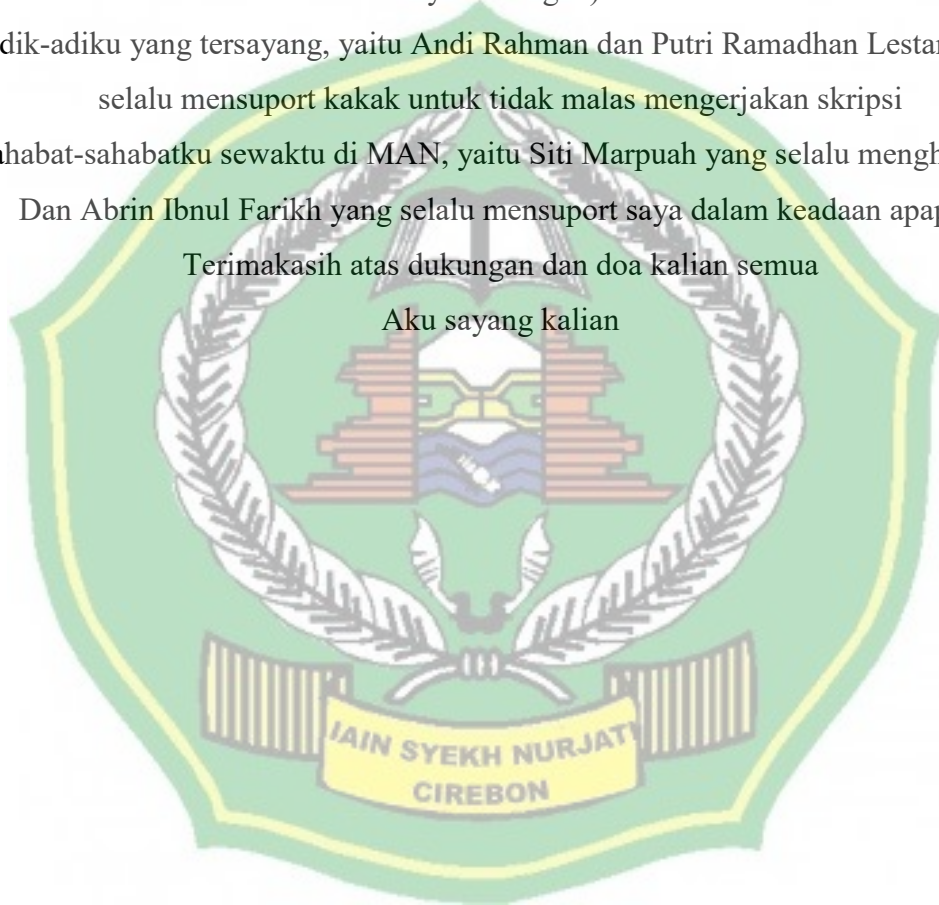 dik-adiku yang tersayang, yaitu Andi Rahman dan Putri Ramadhan Lestar
selalu mensuport kakak untuk tidak malas mengerjakan skripsi
ahabat-sahabatku sewaktu di MAN, yaitu Siti Marpuah yang selalu mengh
Dan Abrin Ibnul Farikh yang selalu mensuport saya dalam keadaan apap
Terimakasih atas dukungan dan doa kalian semua
Aku sayang kalian
IAIN SYEKH NURJATI
CIREBON